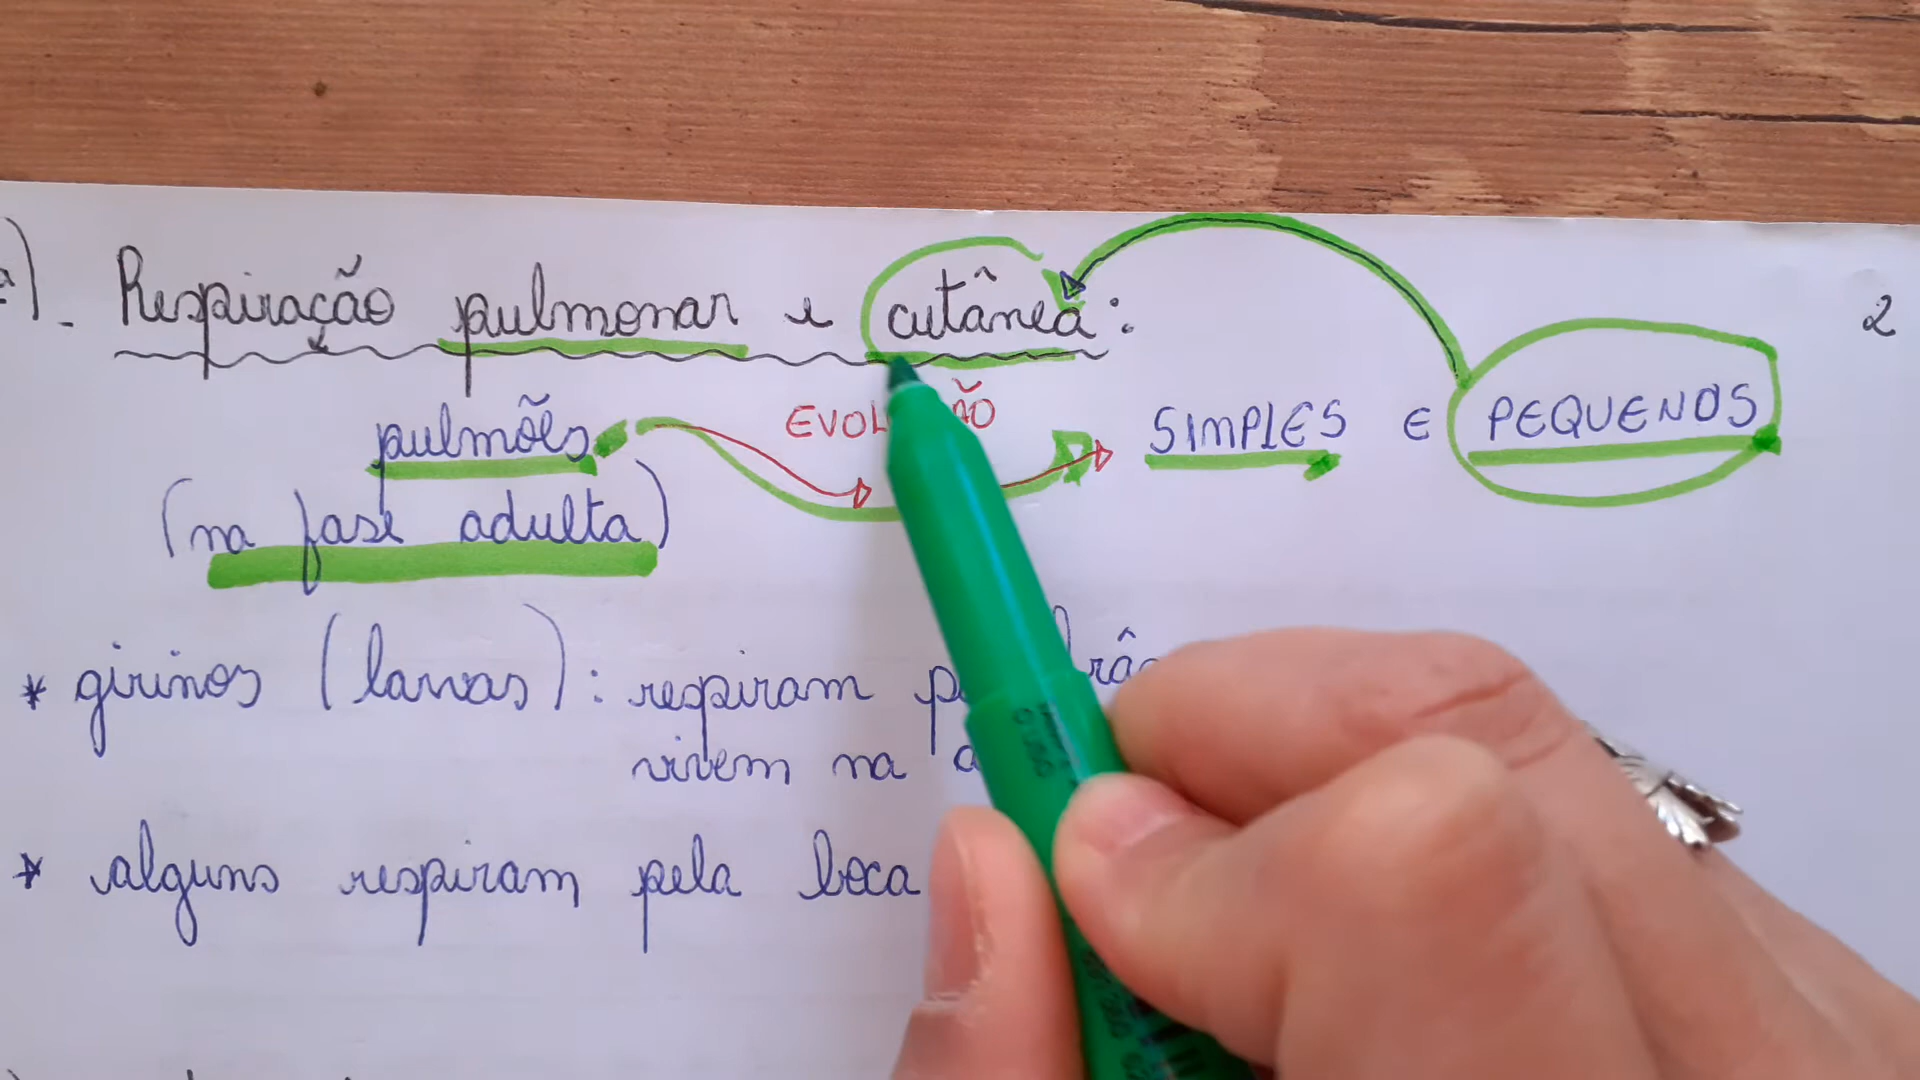 a). Respiração pulmonar e cutânea: 2
pulmões SIMPLES E PEQUENOS
(na fase adulta)
* girinos (larvas): respiram
vivem na
* alguns respiram pela boca